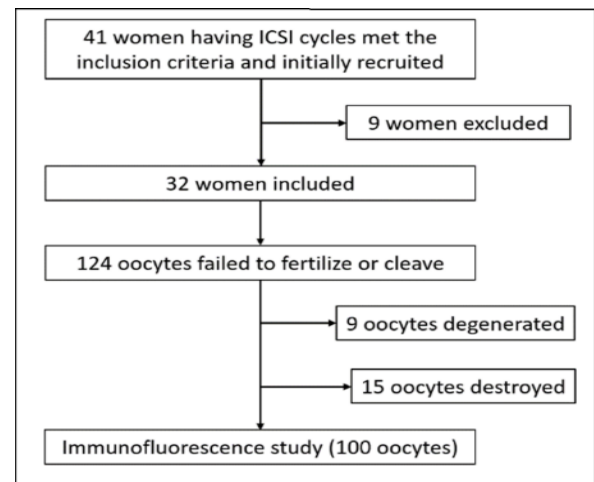 41 women having ICSI cycles met the
inclusion criteria and initially recruited
9 women excluded
32 women included
124 oocytes failed to fertilize or cleave
9 oocytes degenerated
15 oocytes destroyed
Immunofluorescence study (100 oocytes)